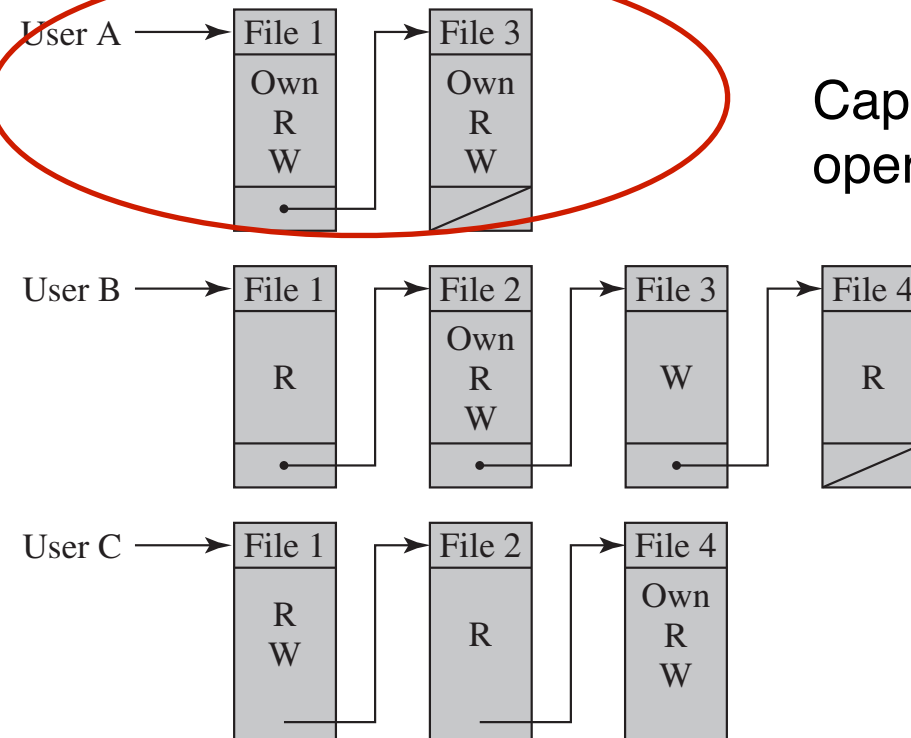 User A File 1 File 3
Own Own
R R
W W
Cap
oper
User B File 1 File 2 File 3 File 4
R
Own
R
W
W
R
User C File 1 File 2 File 4
R
W
R
Own
R
W